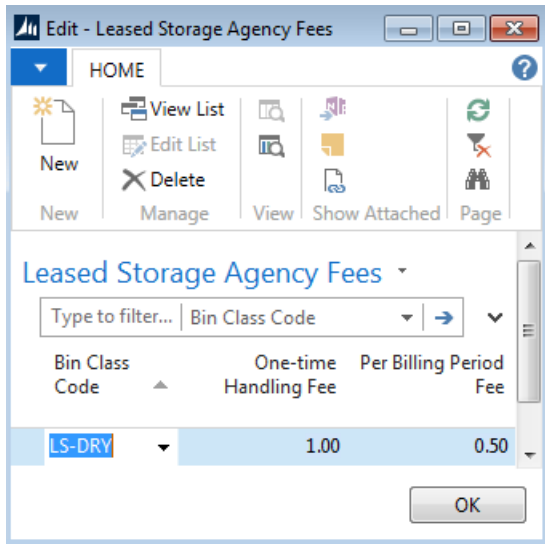 Edit - Leased Storage Agency Fees
HOME
New
View List
Edit List
Delete
New
Manage
View
Show Attached
Page
Leased Storage Agency Fees
Type to filter...
Bin Class Code
Bin Class Code
One-time Handling Fee
Per Billing Period Fee
LS-DRY
1.00
0.50
OK